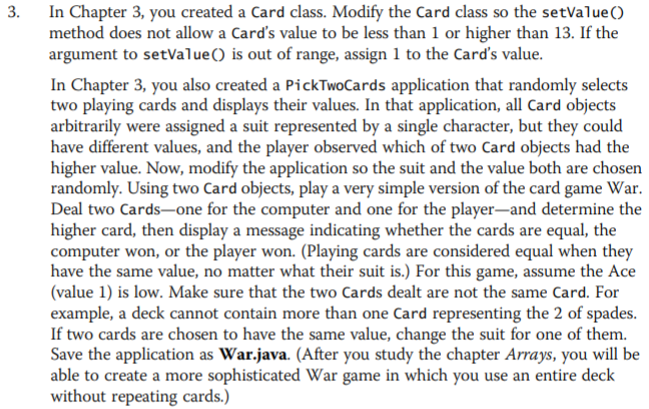 3. In Chapter 3, you created a Card class. Modify the Card class so the setValue()
method does not allow a Card's value to be less than 1 or higher than 13. If the
argument to setValue() is out of range, assign 1 to the Card's value.
In Chapter 3, you also created a PickTwoCards application that randomly selects
two playing cards and displays their values. In that application, all Card objects
arbitrarily were assigned a suit represented by a single character, but they could
have different values, and the player observed which of two Card objects had the
higher value. Now, modify the application so the suit and the value both are chosen
randomly. Using two Card objects, play a very simple version of the card game War.
Deal two Cards—one for the computer and one for the player—and determine the
higher card, then display a message indicating whether the cards are equal, the
computer won, or the player won. (Playing cards are considered equal when they
have the same value, no matter what their suit is.) For this game, assume the Ace
(value 1) is low. Make sure that the two Cards dealt are not the same Card. For
example, a deck cannot contain more than one Card representing the 2 of spades.
If two cards are chosen to have the same value, change the suit for one of them.
Save the application as War.java. (After you study the chapter Arrays, you will be
able to create a more sophisticated War game in which you use an entire deck
without repeating cards.)